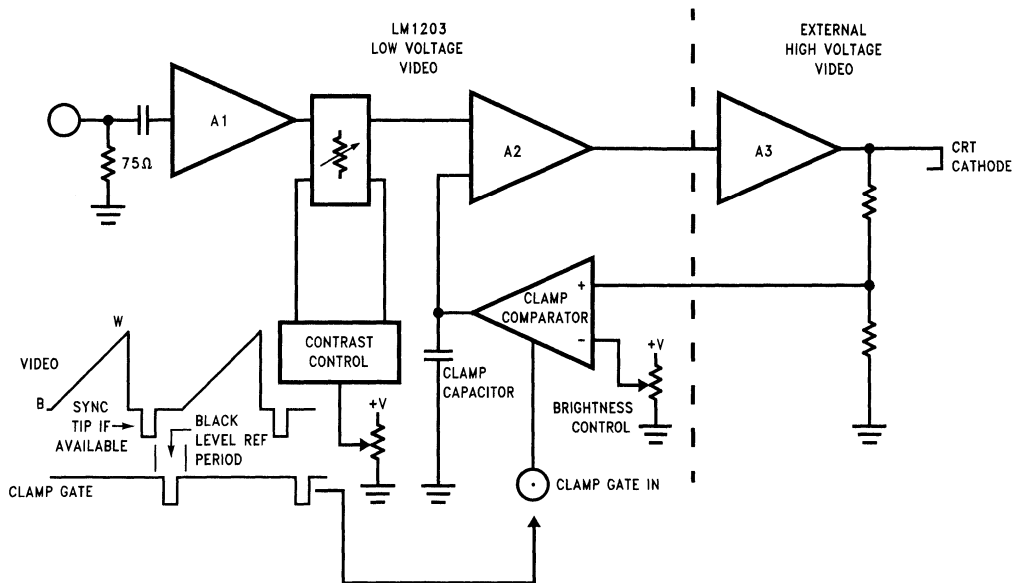 LM1203
LOW VOLTAGE
VIDEO
EXTERNAL
HIGH VOLTAGE
VIDEO
A1
A2
A3
75Ω
CRT
CATHODE
CLAMP
COMPARATOR
+
−
CONTRAST
CONTROL
CLAMP
CAPACITOR
+V
BRIGHTNESS
CONTROL
+V
W
VIDEO
B
SYNC
TIP IF
AVAILABLE
BLACK
LEVEL REF
PERIOD
CLAMP GATE
CLAMP GATE IN